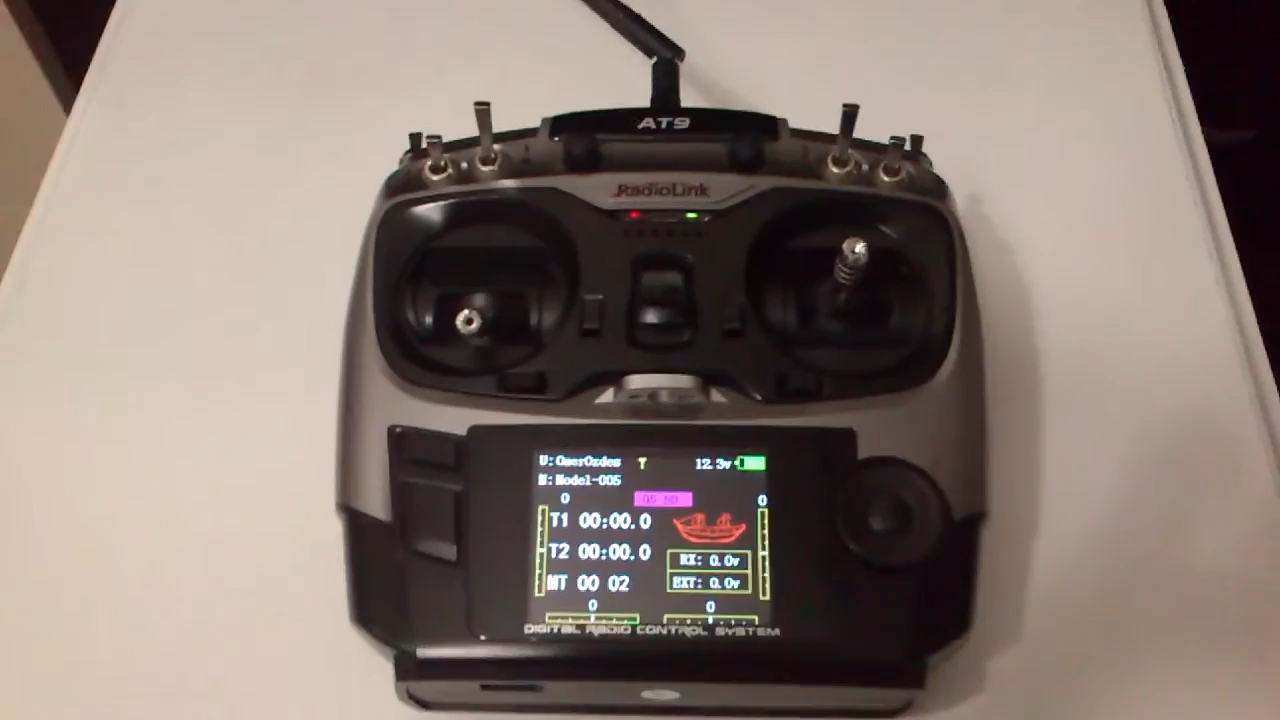 AT9
RadioLink
U:OmerOzdes
12.3v
M:Model-005
0
0
T1 00:00.0
T2 00:00.0
RX: 0.0v
MT 00 02
EXT: 0.0v
0
0
DIGITAL RADIO CONTROL SYSTEM